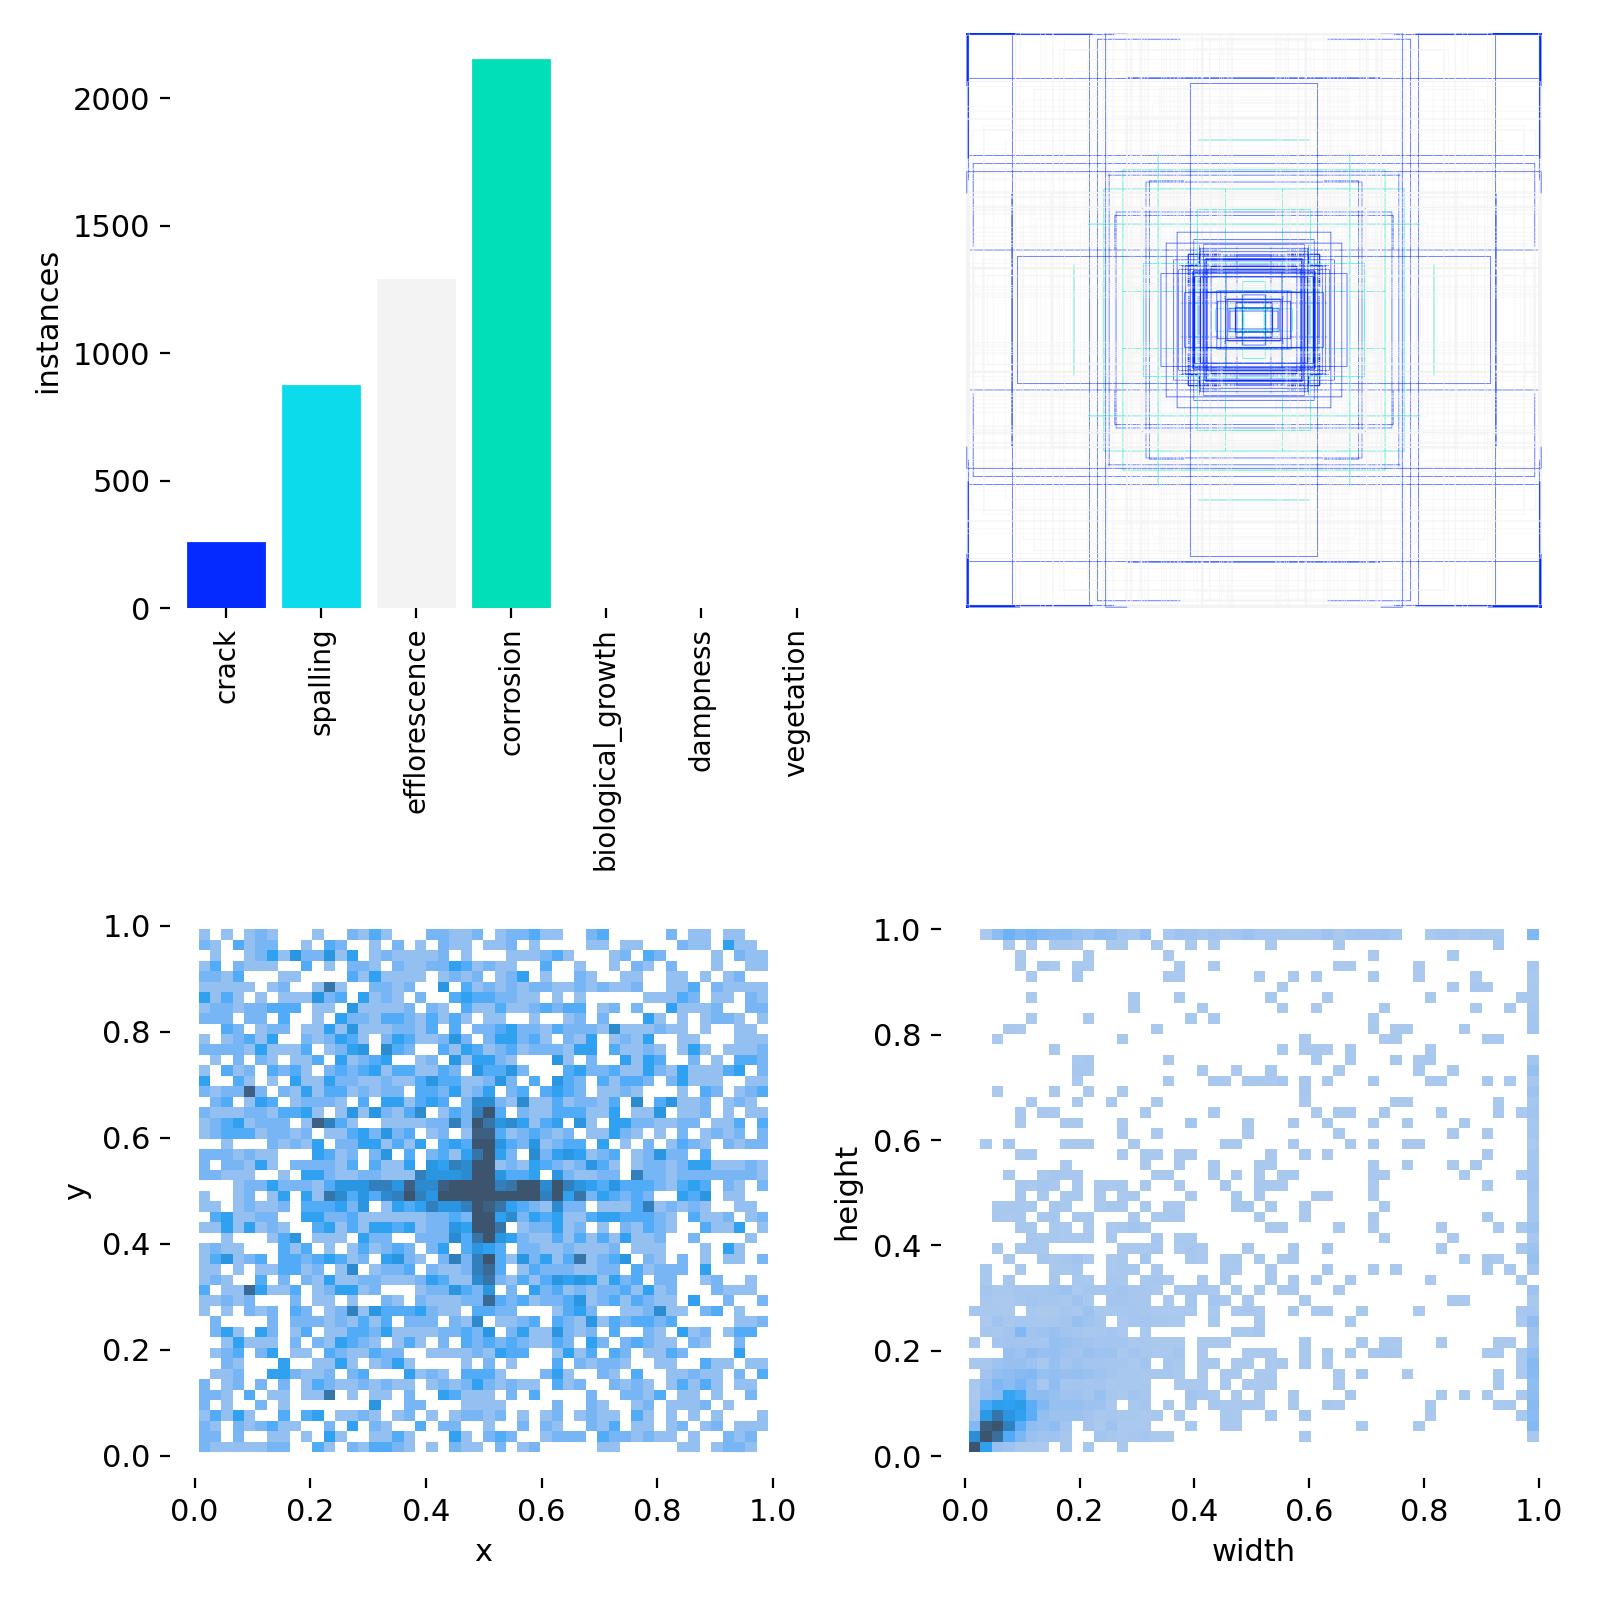 2000
1500
1000
500
0
instances
crack
spalling
efflorescence
corrosion
biological_growth
dampness
vegetation
1.0
0.8
0.6
0.4
0.2
0.0
y
0.0 0.2 0.4 0.6 0.8 1.0
x
1.0
0.8
0.6
0.4
0.2
0.0
height
0.0 0.2 0.4 0.6 0.8 1.0
width